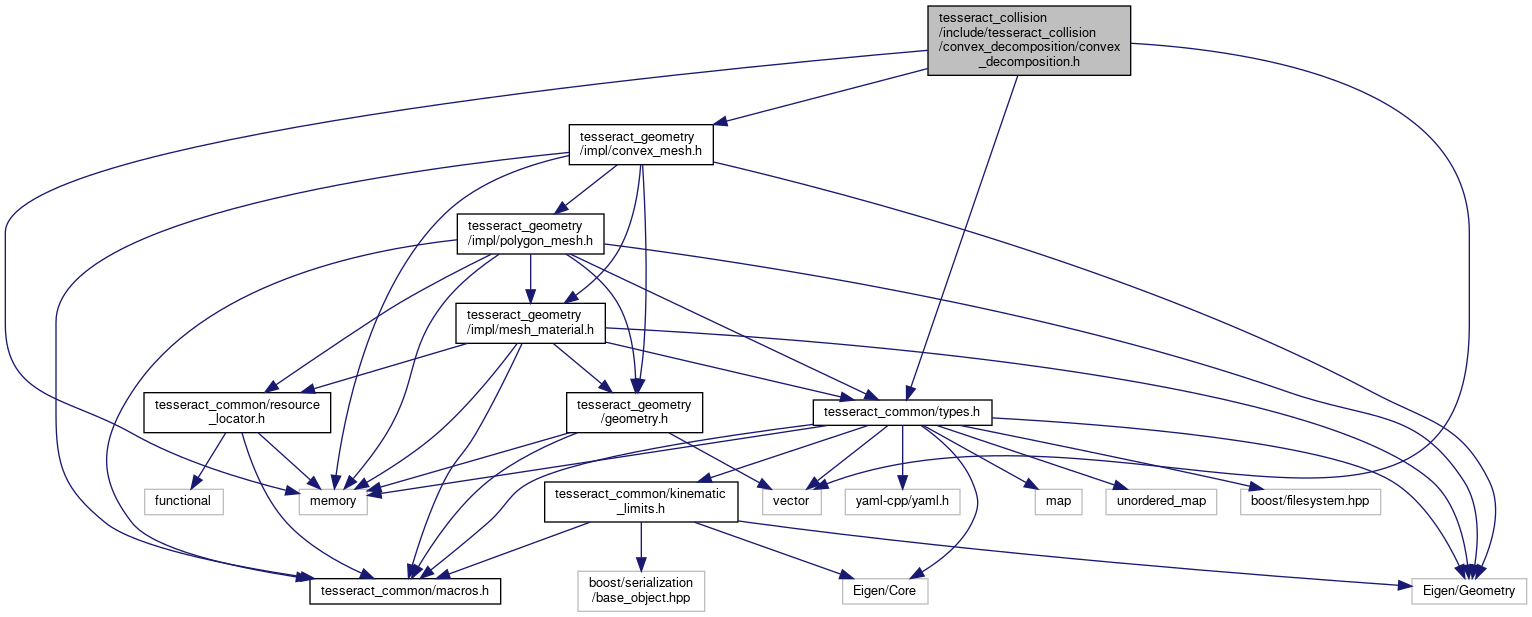 tesseract_collision
/include/tesseract_collision
/convex_decomposition/convex
_decomposition.h
tesseract_geometry
/impl/convex_mesh.h
tesseract_geometry
/impl/polygon_mesh.h
tesseract_geometry
/impl/mesh_material.h
tesseract_common/resource
_locator.h
tesseract_geometry
/geometry.h
tesseract_common/types.h
functional
memory
tesseract_common/kinematic
_limits.h
vector
yaml-cpp/yaml.h
map
unordered_map
boost/filesystem.hpp
tesseract_common/macros.h
boost/serialization
/base_object.hpp
Eigen/Core
Eigen/Geometry